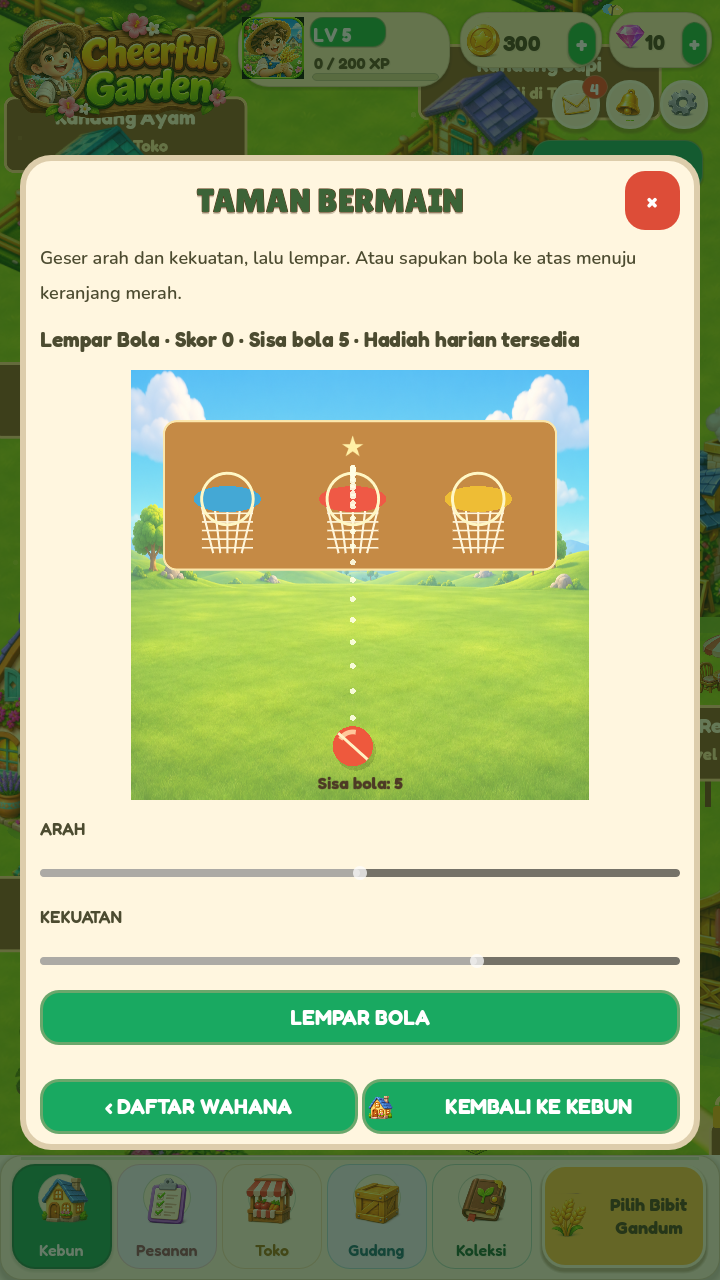 Cheerful
Garden
LV 5
0 / 200 XP
300
+
10
+
Kandang Sapi
4
Kandang Ayam
Toko
TAMAN BERMAIN
×
Geser arah dan kekuatan, lalu lempar. Atau sapukan bola ke atas menuju
keranjang merah.
Lempar Bola · Skor 0 · Sisa bola 5 · Hadiah harian tersedia
Sisa bola: 5
ARAH
KEKUATAN
LEMPAR BOLA
‹ DAFTAR WAHANA
KEMBALI KE KEBUN
Kebun
Pesanan
Toko
Gudang
Koleksi
Pilih Bibit
Gandum